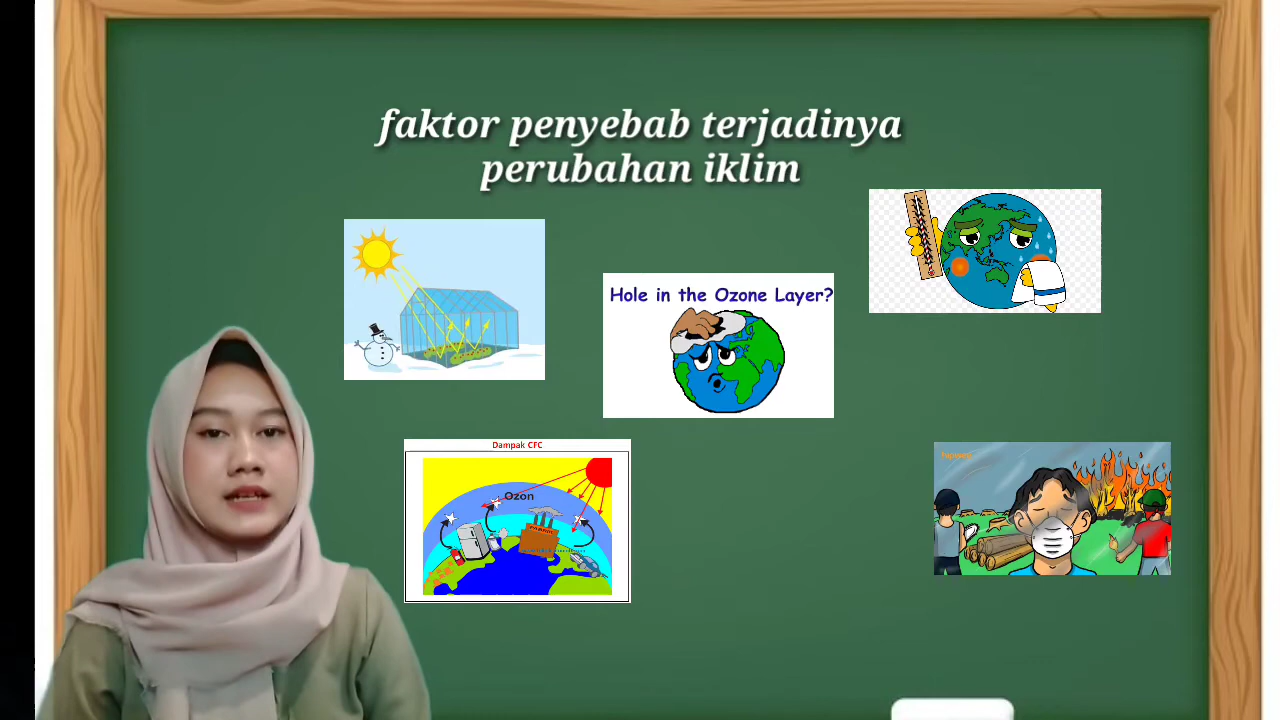 faktor penyebab terjadinya
perubahan iklim
Hole in the Ozone Layer?
Dampak CFC
Ozon